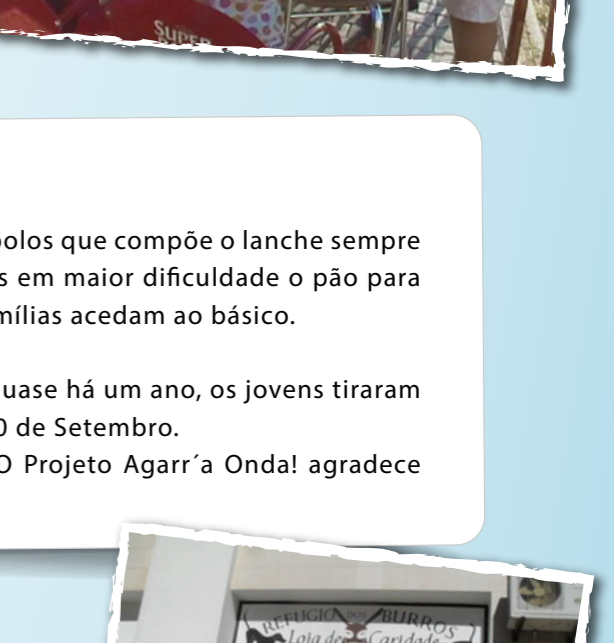 SUPER
bolos que compõe o lanche sempre
s em maior dificuldade o pão para
mílias acedam ao básico.
uase há um ano, os jovens tiraram
0 de Setembro.
O Projeto Agarr´a Onda! agradece
REFUGIO DOS BURROS
Loja de Caridade